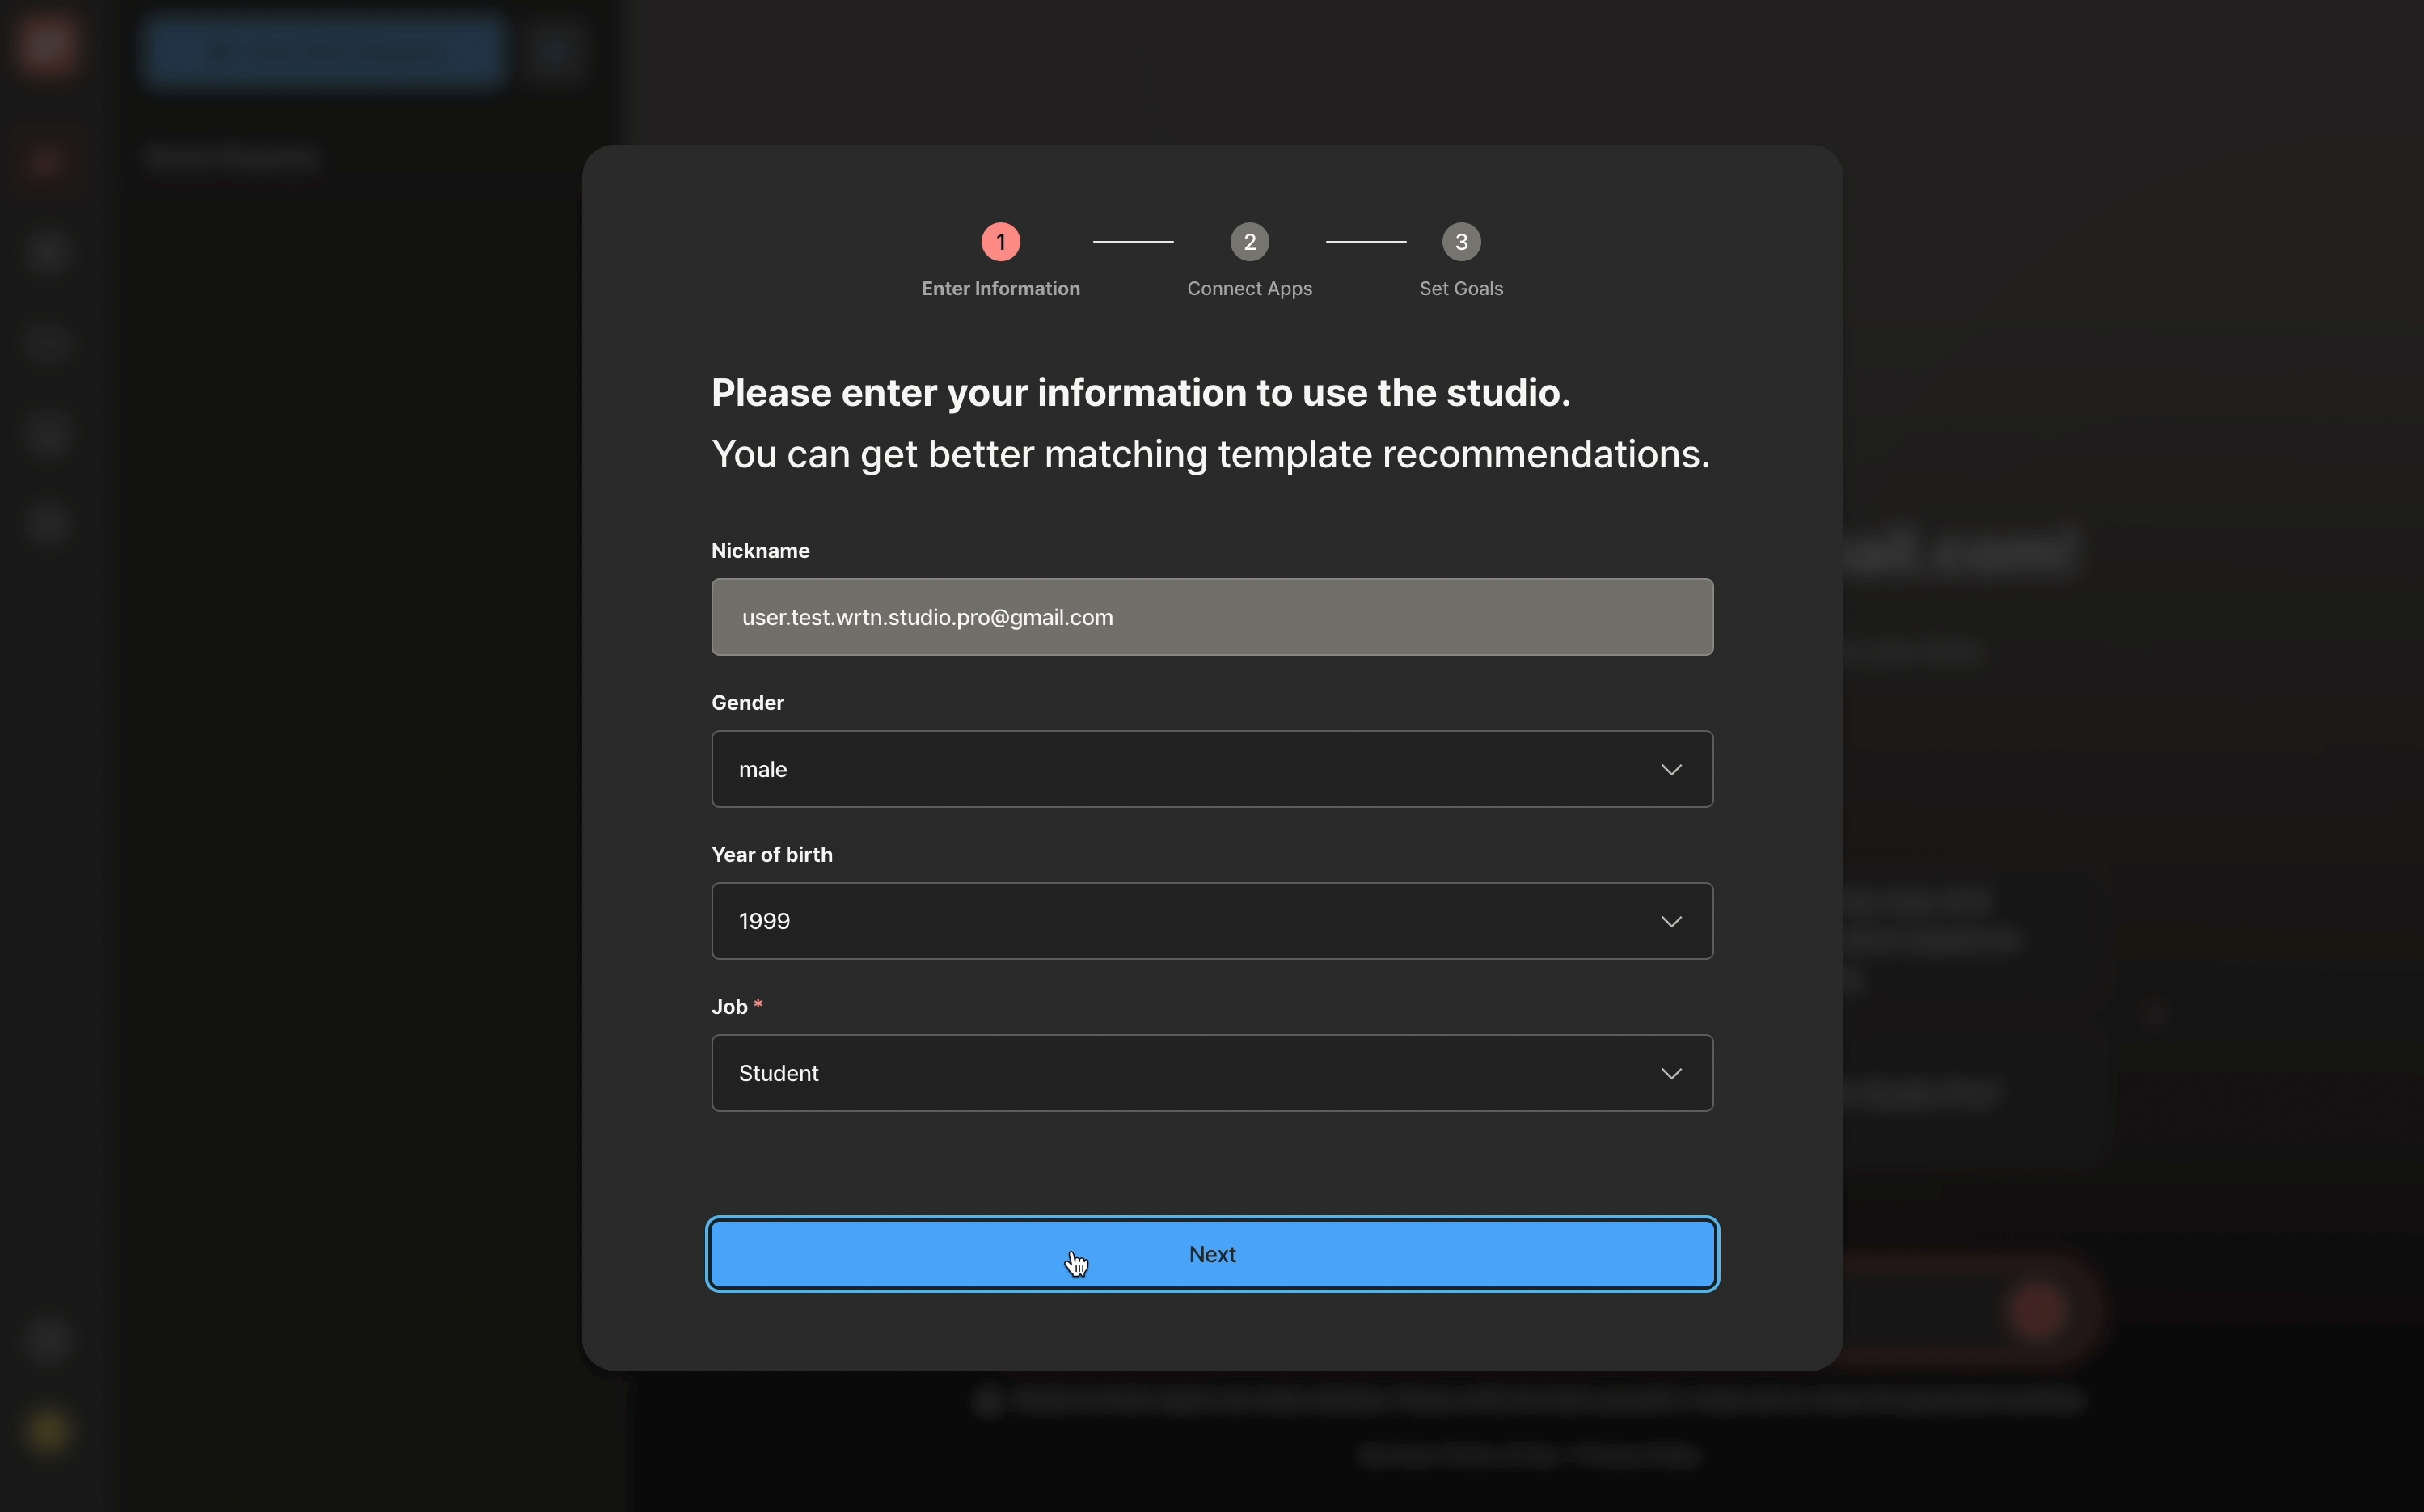 1
2
3
Enter Information
Connect Apps
Set Goals
Please enter your information to use the studio.
You can get better matching template recommendations.
Nickname
user.test.wrtn.studio.pro@gmail.com
Gender
male
Year of birth
1999
Job *
Student
Next